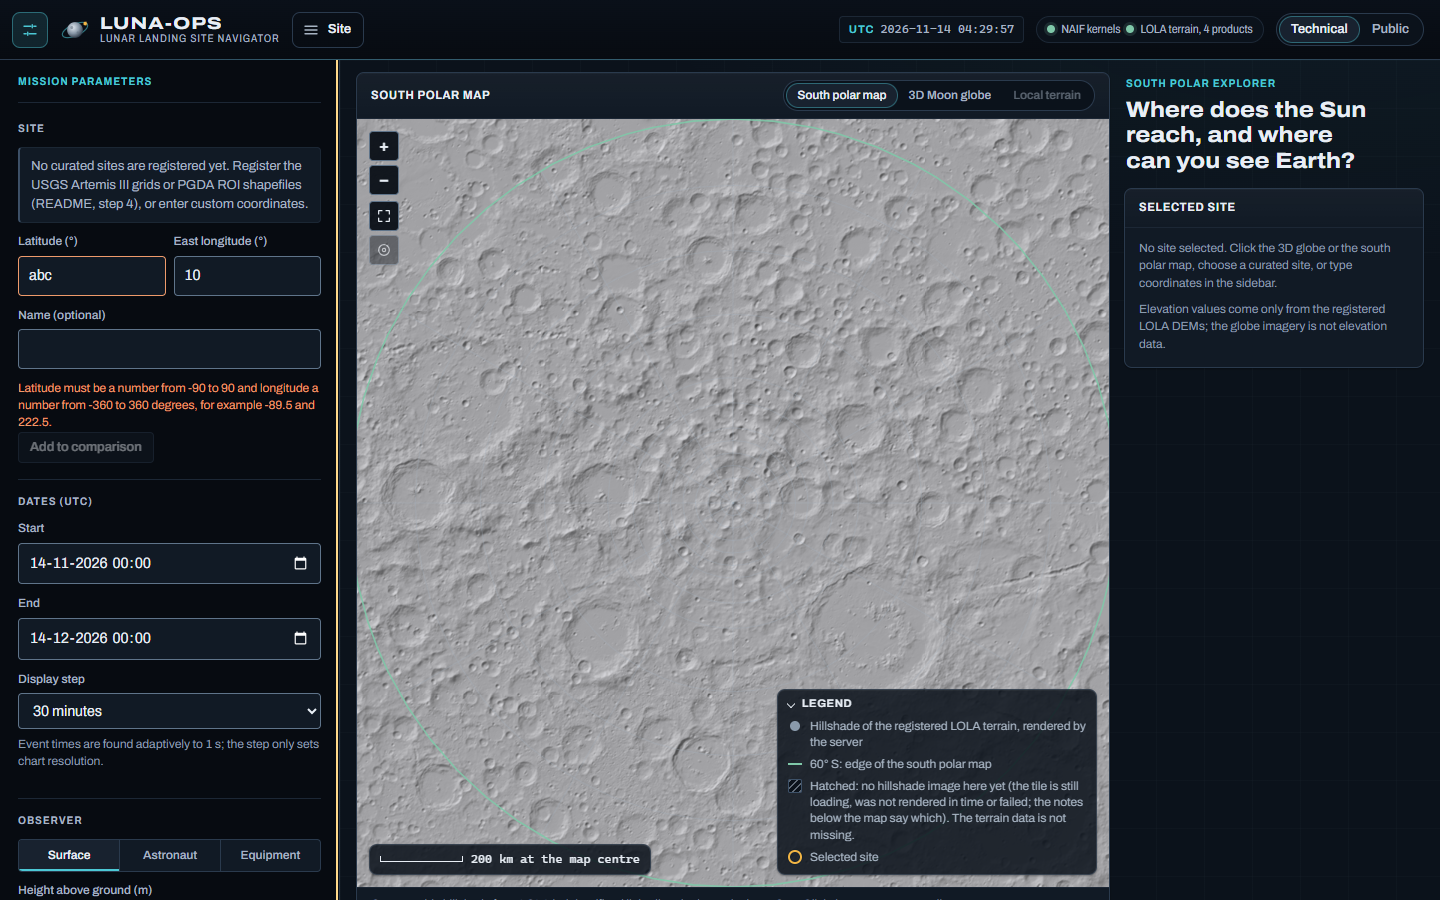 LUNA-OPS
LUNAR LANDING SITE NAVIGATOR
Site
UTC 2026-11-14 04:29:57
NAIF kernels
LOLA terrain, 4 products
Technical
Public
MISSION PARAMETERS
SITE
No curated sites are registered yet. Register the
USGS Artemis III grids or PGDA ROI shapefiles
(README, step 4), or enter custom coordinates.
Latitude (°)
East longitude (°)
abc
10
Name (optional)
Latitude must be a number from -90 to 90 and longitude a
number from -360 to 360 degrees, for example -89.5 and
222.5.
Add to comparison
DATES (UTC)
Start
14-11-2026 00:00
End
14-12-2026 00:00
Display step
30 minutes
Event times are found adaptively to 1 s; the step only sets
chart resolution.
OBSERVER
Surface
Astronaut
Equipment
Height above ground (m)
SOUTH POLAR MAP
South polar map
3D Moon globe
Local terrain
+
−
LEGEND
Hillshade of the registered LOLA terrain, rendered by
the server
60° S: edge of the south polar map
Hatched: no hillshade image here yet (the tile is still
loading, was not rendered in time or failed; the notes
below the map say which). The terrain data is not
missing.
Selected site
200 km at the map centre
SOUTH POLAR EXPLORER
Where does the Sun
reach, and where
can you see Earth?
SELECTED SITE
No site selected. Click the 3D globe or the south
polar map, choose a curated site, or type
coordinates in the sidebar.
Elevation values come only from the registered
LOLA DEMs; the globe imagery is not elevation
data.